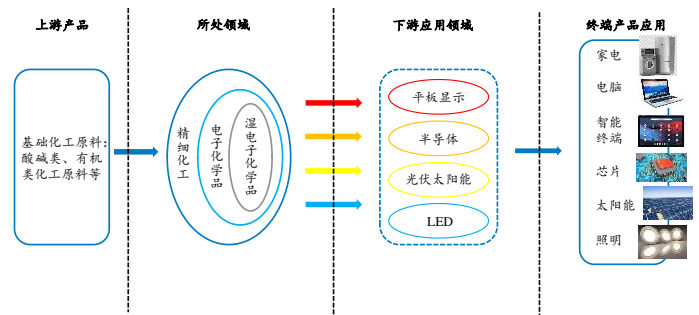 上游产品
所处领域
下游应用领域
终端产品应用
基础化工原料:
酸碱类、有机
类化工原料等
精细化工
电子化学品
湿电子化学品
平板显示
半导体
光伏太阳能
LED
家电
电脑
智能
终端
芯片
太阳能
照明